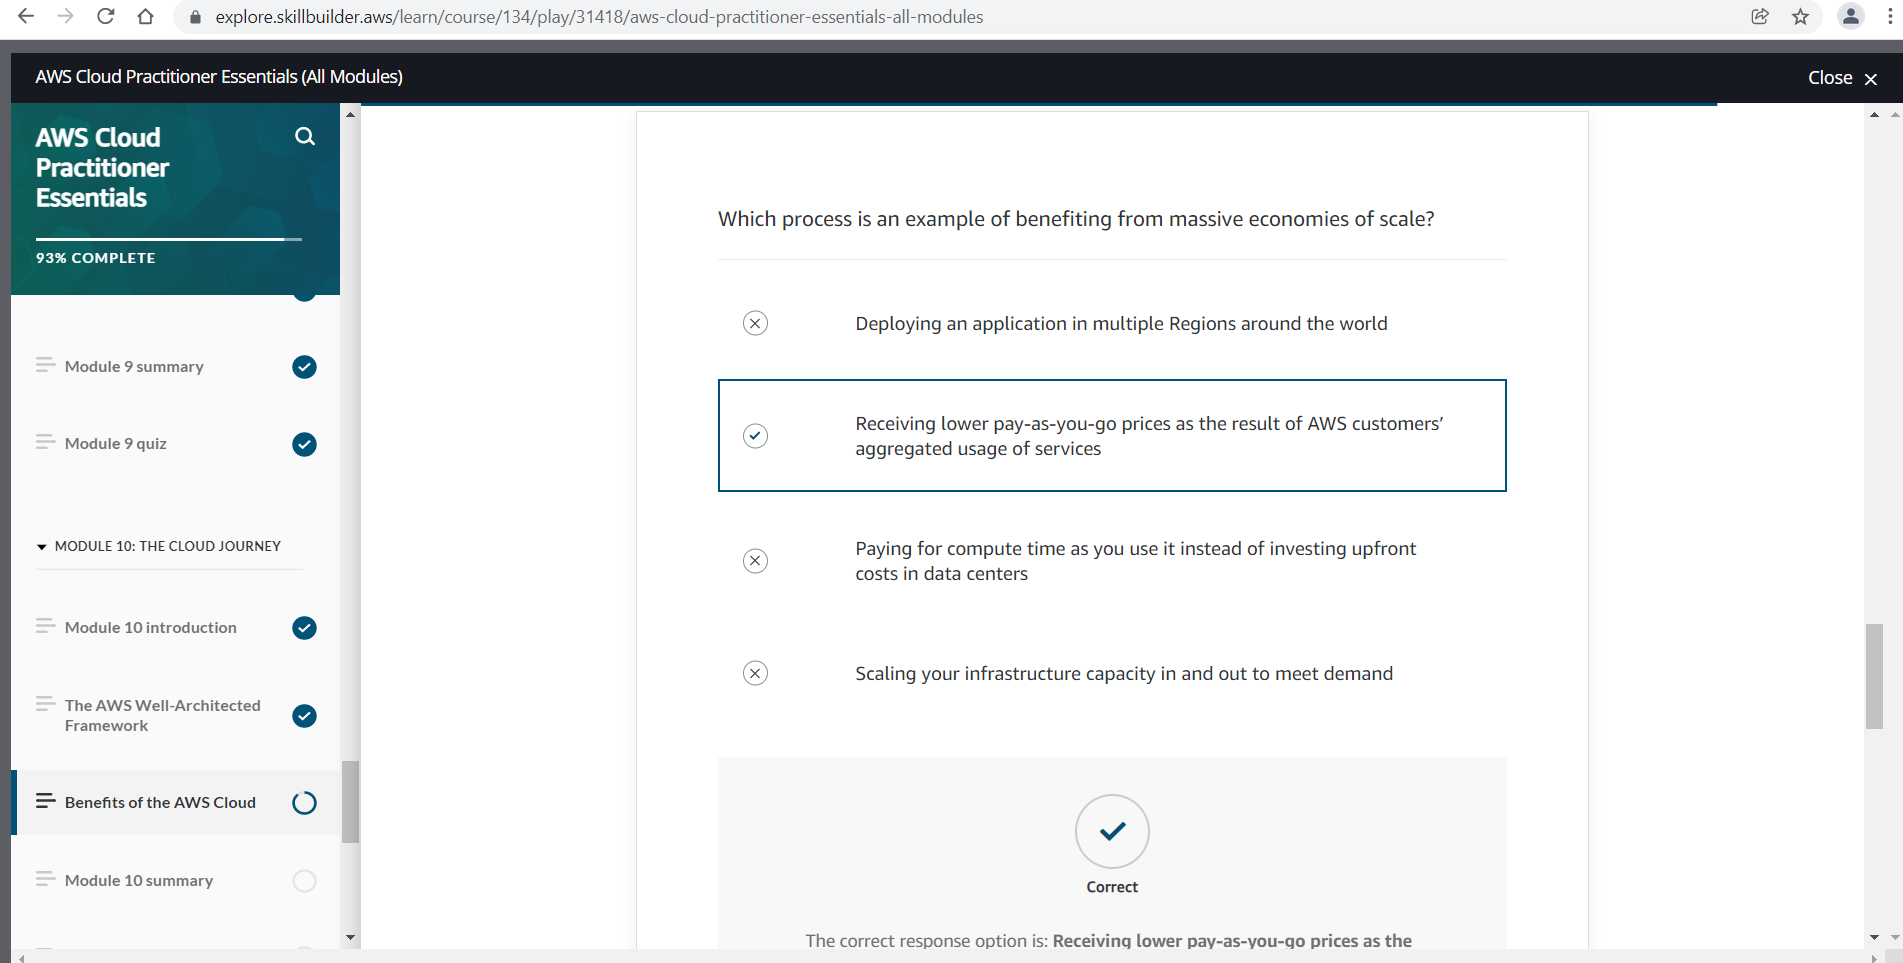 explore.skillbuilder.aws/learn/course/134/play/31418/aws-cloud-practitioner-essentials-all-modules
AWS Cloud Practitioner Essentials (All Modules)
Close
AWS Cloud
Practitioner
Essentials
93% COMPLETE
Module 9 summary
Module 9 quiz
MODULE 10: THE CLOUD JOURNEY
Module 10 introduction
The AWS Well-Architected
Framework
Benefits of the AWS Cloud
Module 10 summary
Which process is an example of benefiting from massive economies of scale?
Deploying an application in multiple Regions around the world
Receiving lower pay-as-you-go prices as the result of AWS customers’
aggregated usage of services
Paying for compute time as you use it instead of investing upfront
costs in data centers
Scaling your infrastructure capacity in and out to meet demand
Correct
The correct response option is: Receiving lower pay-as-you-go prices as the